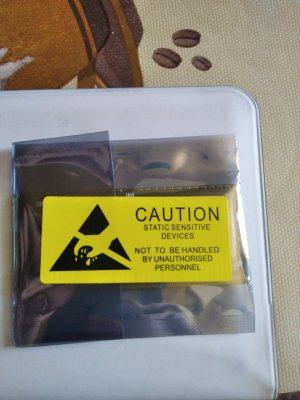 CAUTION
STATIC SENSITIVE
DEVICES
NOT TO BE HANDLED
BY UNAUTHORISED
PERSONNEL